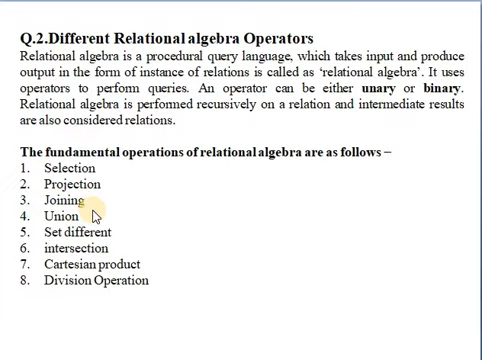 Q.2.Different Relational algebra Operators
Relational algebra is a procedural query language, which takes input and produce
output in the form of instance of relations is called as ‘relational algebra’. It uses
operators to perform queries. An operator can be either unary or binary.
Relational algebra is performed recursively on a relation and intermediate results
are also considered relations.
The fundamental operations of relational algebra are as follows –
1. Selection
2. Projection
3. Joining
4. Union
5. Set different
6. intersection
7. Cartesian product
8. Division Operation